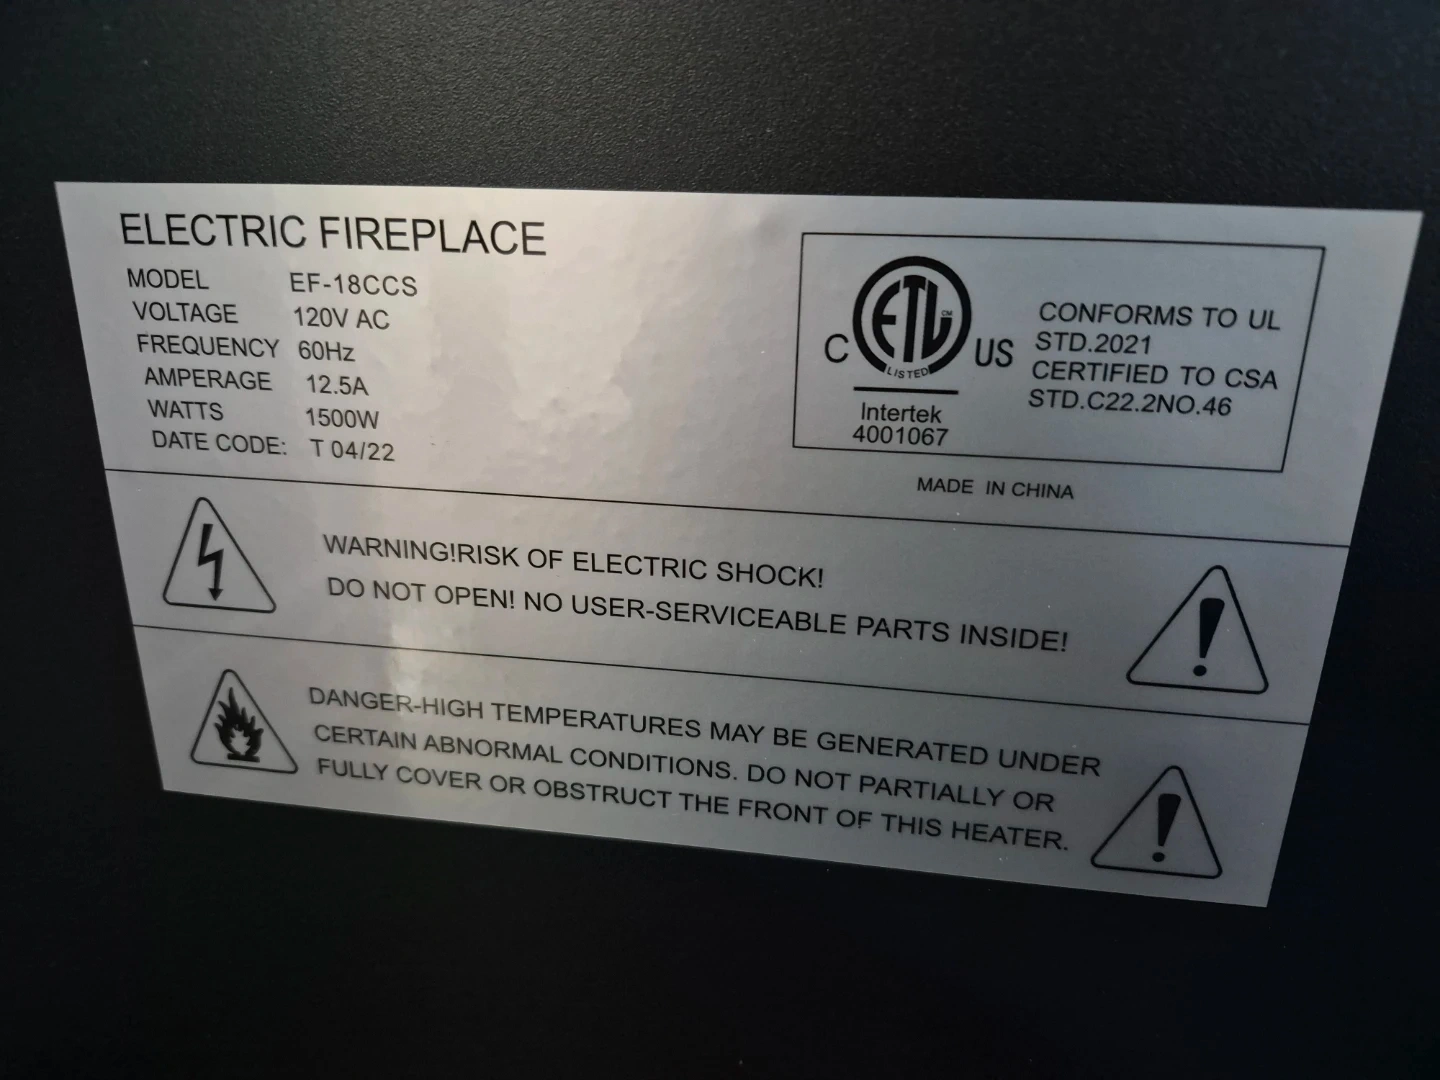 ELECTRIC FIREPLACE
MODEL EF-18CCS
VOLTAGE 120V AC
FREQUENCY 60Hz
AMPERAGE 12.5A
WATTS 1500W
DATE CODE: T 04/22
C ETL CM US
LISTED
Intertek
4001067
CONFORMS TO UL
STD.2021
CERTIFIED TO CSA
STD.C22.2NO.46
MADE IN CHINA
WARNING!RISK OF ELECTRIC SHOCK!
DO NOT OPEN! NO USER-SERVICEABLE PARTS INSIDE!
DANGER-HIGH TEMPERATURES MAY BE GENERATED UNDER
CERTAIN ABNORMAL CONDITIONS. DO NOT PARTIALLY OR
FULLY COVER OR OBSTRUCT THE FRONT OF THIS HEATER.